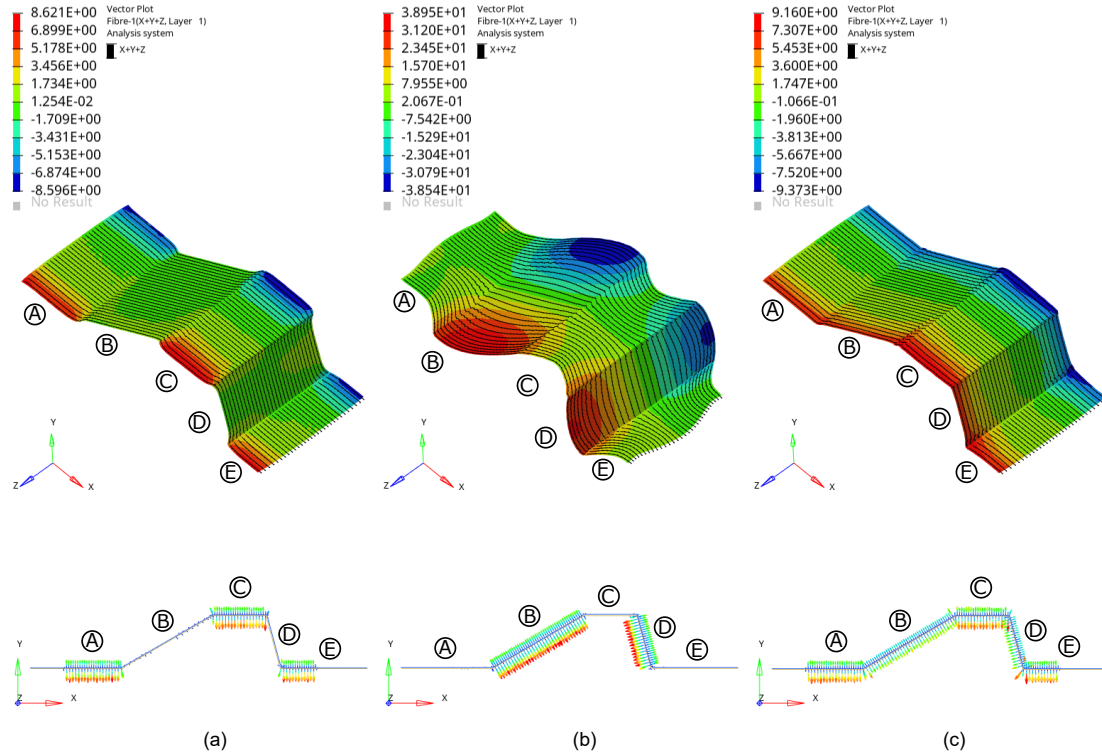 8.621E+00
6.899E+00
5.178E+00
3.456E+00
1.734E+00
1.254E-02
-1.709E+00
-3.431E+00
-5.153E+00
-6.874E+00
-8.596E+00
No Result
Vector Plot
Fibre-1(X+Y+Z, Layer 1)
Analysis system
X+Y+Z
3.895E+01
3.120E+01
2.345E+01
1.570E+01
7.955E+00
2.067E-01
-7.542E+00
-1.529E+01
-2.304E+01
-3.079E+01
-3.854E+01
No Result
Vector Plot
Fibre-1(X+Y+Z, Layer 1)
Analysis system
X+Y+Z
9.160E+00
7.307E+00
5.453E+00
3.600E+00
1.747E+00
-1.066E-01
-1.960E+00
-3.813E+00
-5.667E+00
-7.520E+00
-9.373E+00
No Result
Vector Plot
Fibre-1(X+Y+Z, Layer 1)
Analysis system
X+Y+Z
Ⓐ
Ⓑ
Ⓒ
Ⓓ
Ⓔ
Y
Z
X
Ⓐ
Ⓑ
Ⓒ
Ⓓ
Ⓔ
Y
Z
X
Ⓐ
Ⓑ
Ⓒ
Ⓓ
Ⓔ
Y
Z
X
Ⓐ
Ⓑ
Ⓒ
Ⓓ
Ⓔ
Y
Z
X
Ⓐ
Ⓑ
Ⓒ
Ⓓ
Ⓔ
Y
Z
X
Ⓐ
Ⓑ
Ⓒ
Ⓓ
Ⓔ
Y
Z
X
(a)
(b)
(c)